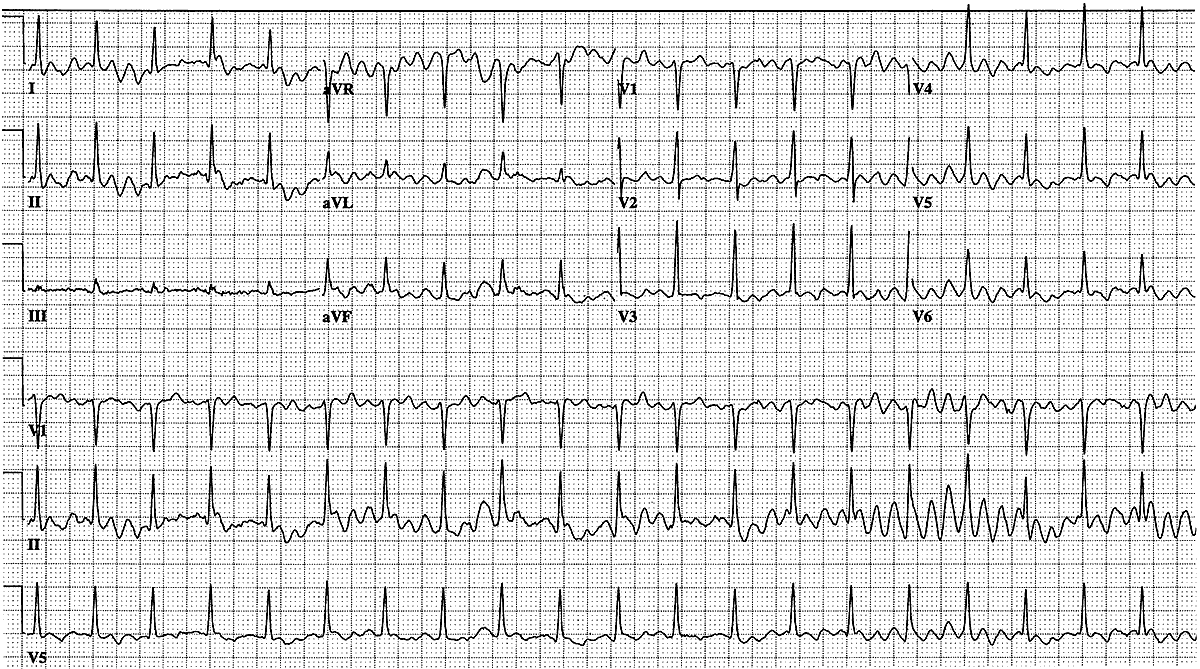 I aVR V1 V4
II aVL V2 V5
III aVF V3 V6
V1
II
V5